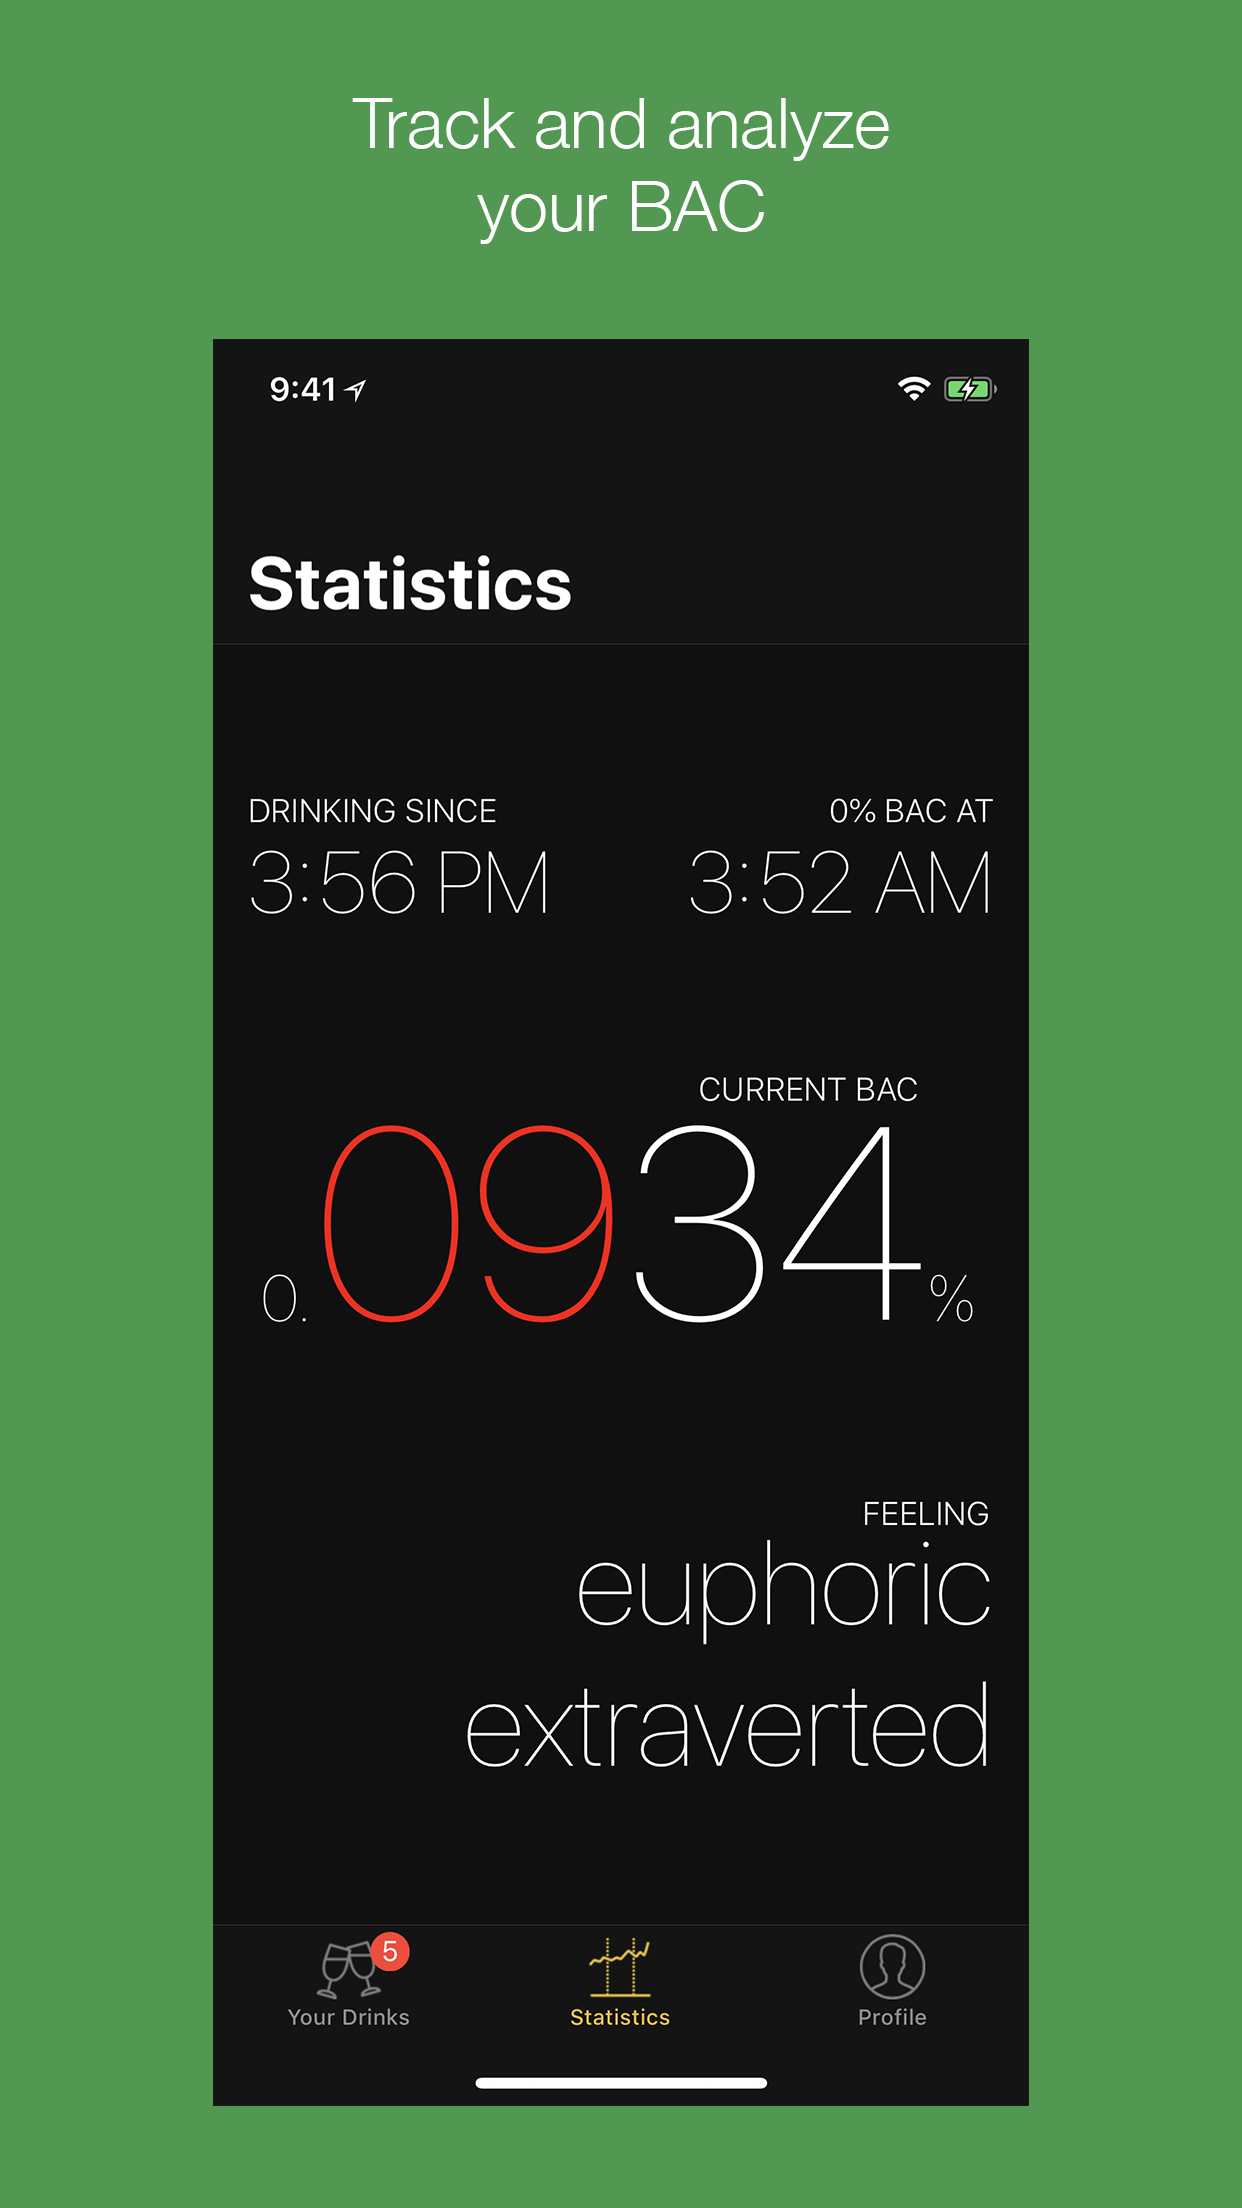 Track and analyze
your BAC
9:41
Statistics
DRINKING SINCE
0% BAC AT
3:56 PM
3:52 AM
CURRENT BAC
0.0934%
FEELING
euphoric
extraverted
5
Your Drinks
Statistics
Profile